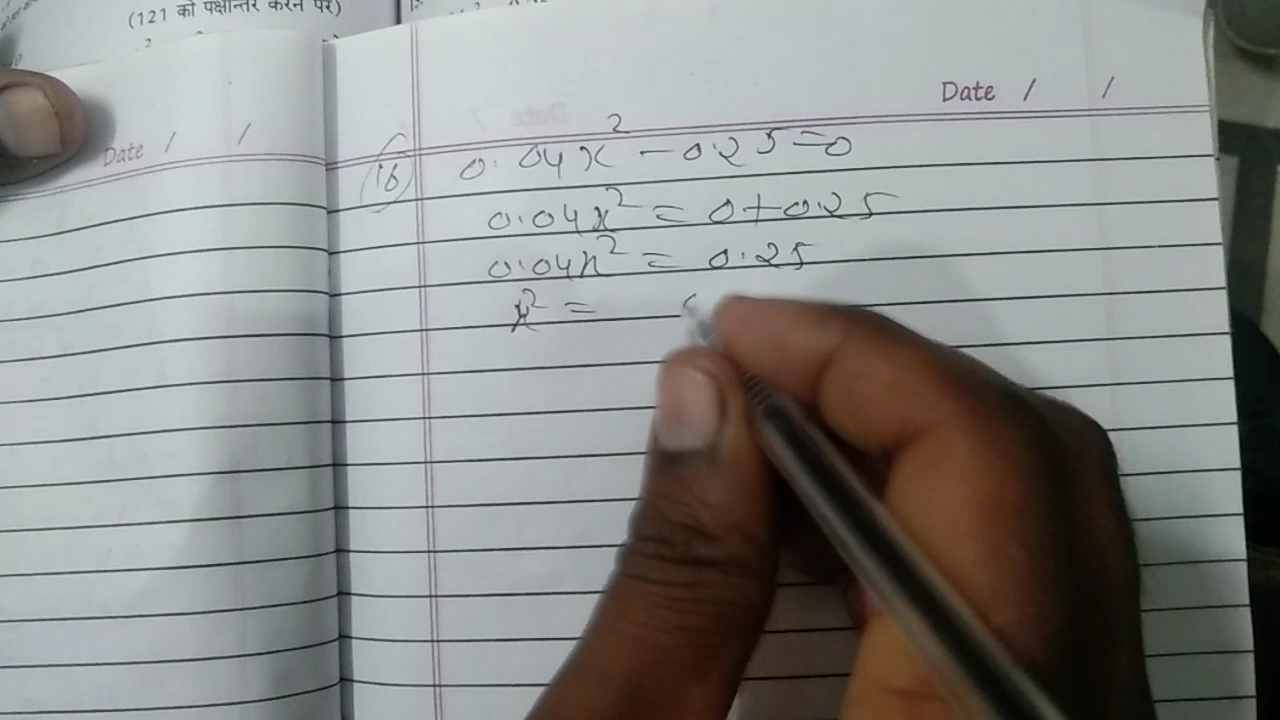 (121 को पक्षान्तर करने पर)
Date / /
Date / /
(16) 0.04x² - 0.25=0
0.04x² = 0+0.25
0.04x² = 0.25
x² =